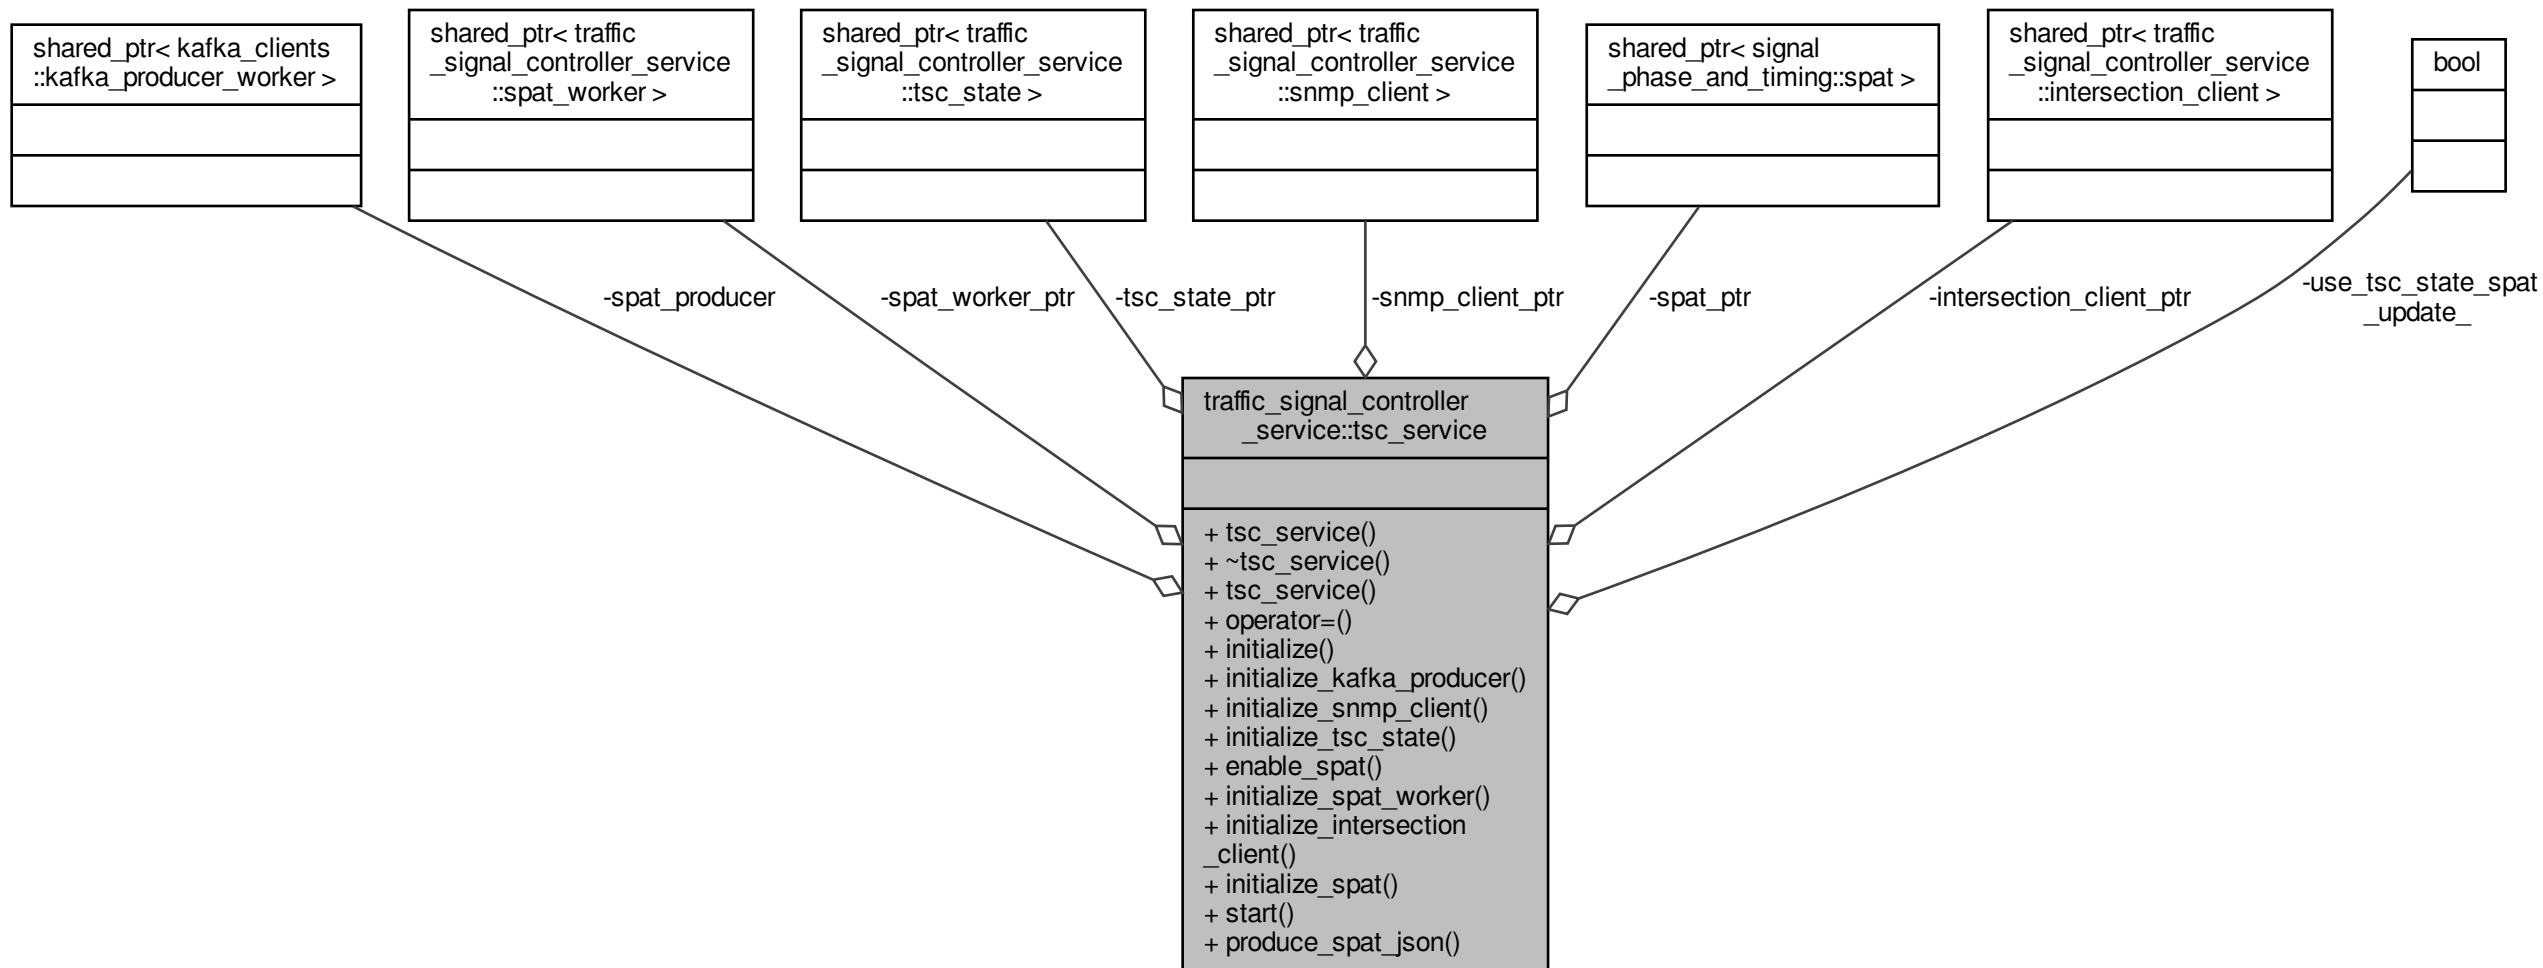 shared_ptr< kafka_clients
::kafka_producer_worker >
shared_ptr< traffic
_signal_controller_service
::spat_worker >
shared_ptr< traffic
_signal_controller_service
::tsc_state >
shared_ptr< traffic
_signal_controller_service
::snmp_client >
shared_ptr< signal
_phase_and_timing::spat >
shared_ptr< traffic
_signal_controller_service
::intersection_client >
bool
-spat_producer
-spat_worker_ptr
-tsc_state_ptr
-snmp_client_ptr
-spat_ptr
-intersection_client_ptr
-use_tsc_state_spat
_update_
traffic_signal_controller
_service::tsc_service
+ tsc_service()
+ ~tsc_service()
+ tsc_service()
+ operator=()
+ initialize()
+ initialize_kafka_producer()
+ initialize_snmp_client()
+ initialize_tsc_state()
+ enable_spat()
+ initialize_spat_worker()
+ initialize_intersection
_client()
+ initialize_spat()
+ start()
+ produce_spat_json()